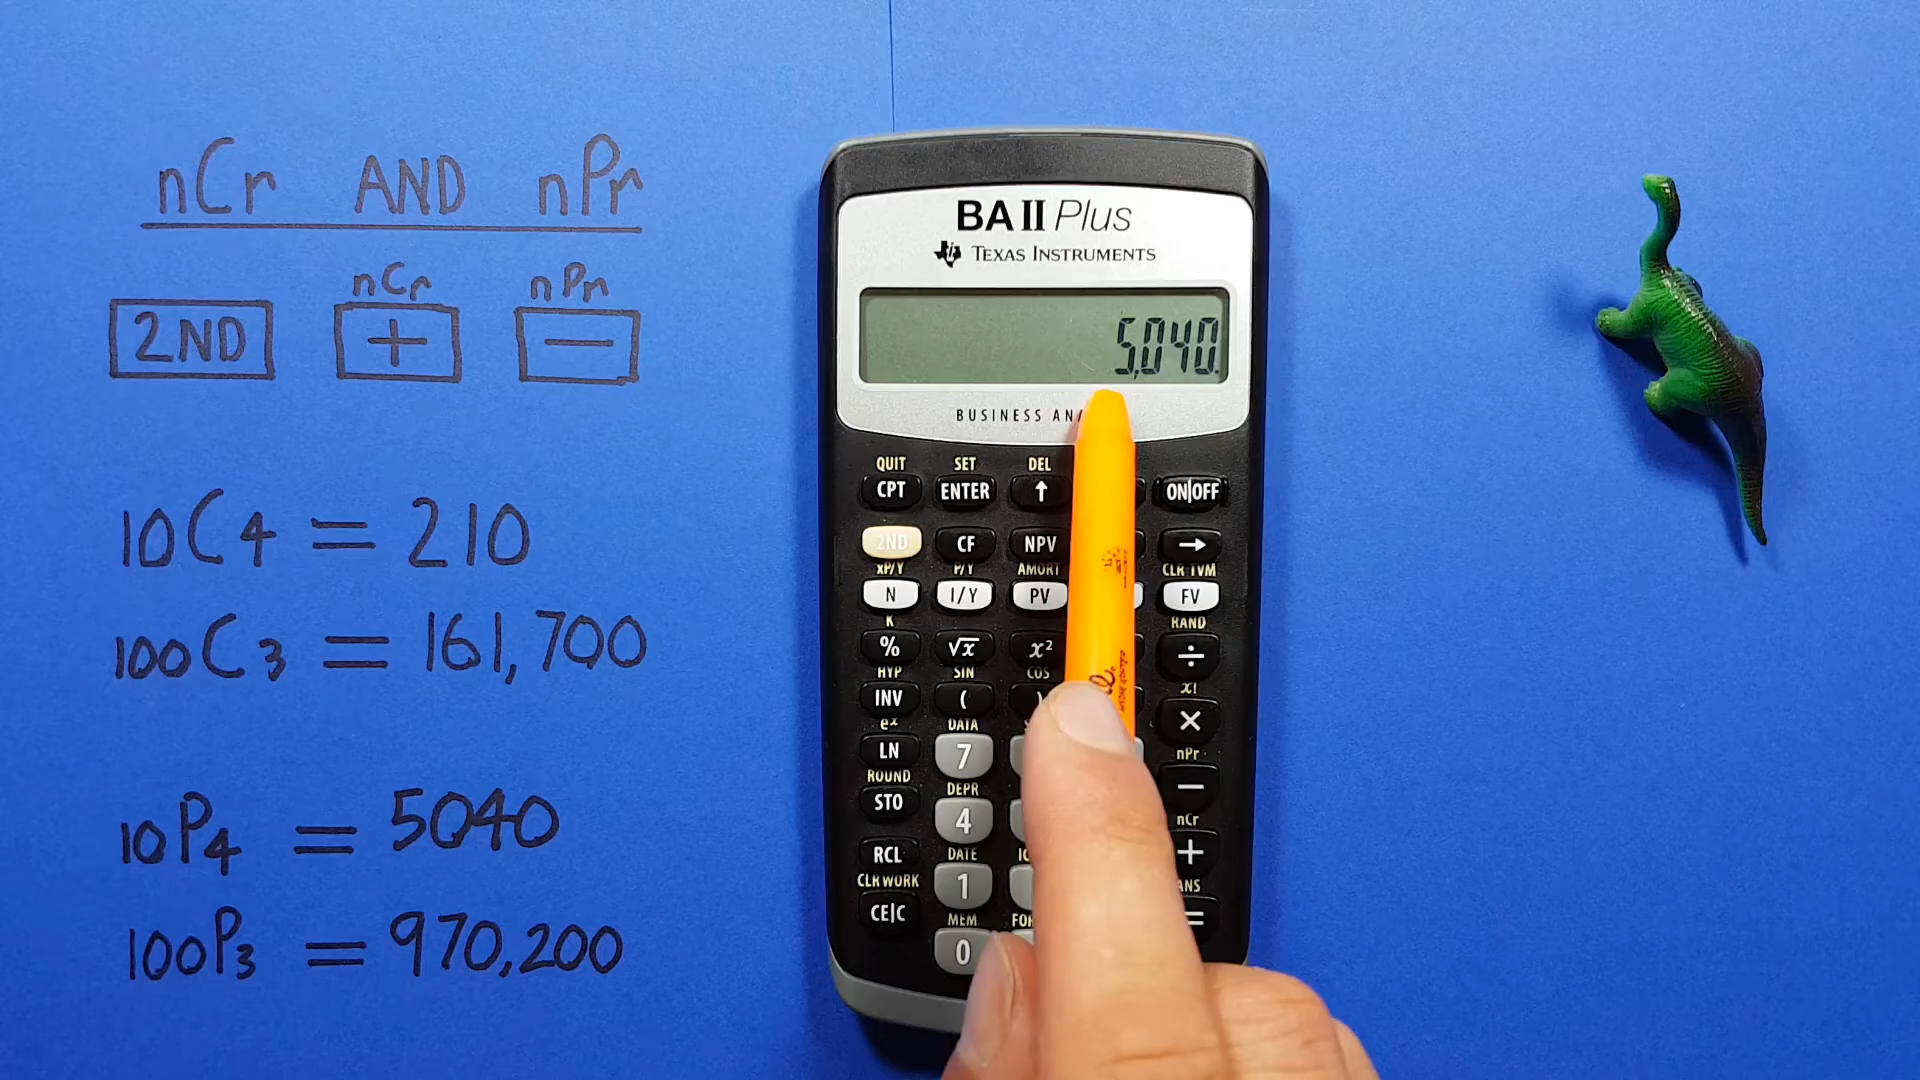 nCr AND nPr
nCr nPr
2ND + −
10C4 = 210
100C3 = 161,700
10P4 = 5040
100P3 = 970,200
BA II Plus
TEXAS INSTRUMENTS
5,040.
BUSINESS
QUIT SET DEL
CPT ENTER ↑ ON|OFF
2ND CF NPV →
xP/Y P/Y AMORT CLR TVM
N I/Y PV FV
K RAND
% √x x² ÷
HYP SIN COS x!
INV ( )
eˣ DATA nPr
LN 7 ×
ROUND DEPR nCr
STO 4 −
DATE
RCL 1 +
CLR WORK MEM ANS
CE|C 0 =